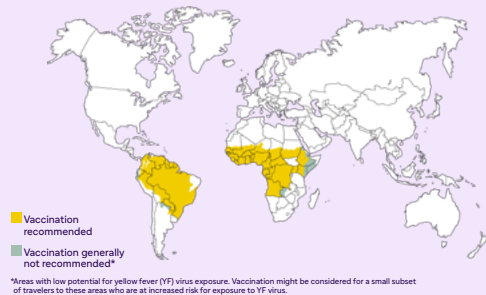 Vaccination
recommended
Vaccination generally
not recommended*
*Areas with low potential for yellow fever (YF) virus exposure. Vaccination might be considered for a small subset
of travelers to these areas who are at increased risk for exposure to YF virus.